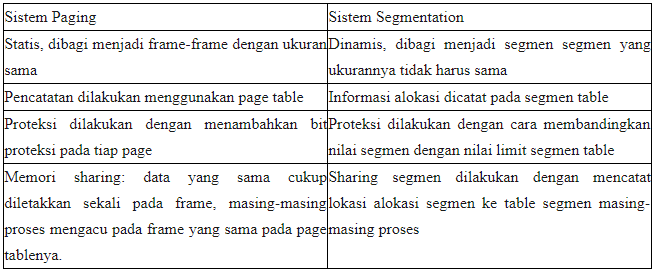 Sistem Paging
Sistem Segmentation
Statis, dibagi menjadi frame-frame dengan ukuran
sama
Dinamis, dibagi menjadi segmen segmen yang
ukurannya tidak harus sama
Pencatatan dilakukan menggunakan page table
Informasi alokasi dicatat pada segmen table
Proteksi dilakukan dengan menambahkan bit
proteksi pada tiap page
Proteksi dilakukan dengan cara membandingkan
nilai segmen dengan nilai limit segmen table
Memori sharing: data yang sama cukup
diletakkan sekali pada frame, masing-masing
proses mengacu pada frame yang sama pada page
tablenya.
Sharing segmen dilakukan dengan mencatat
lokasi alokasi segmen ke table segmen masing-
masing proses